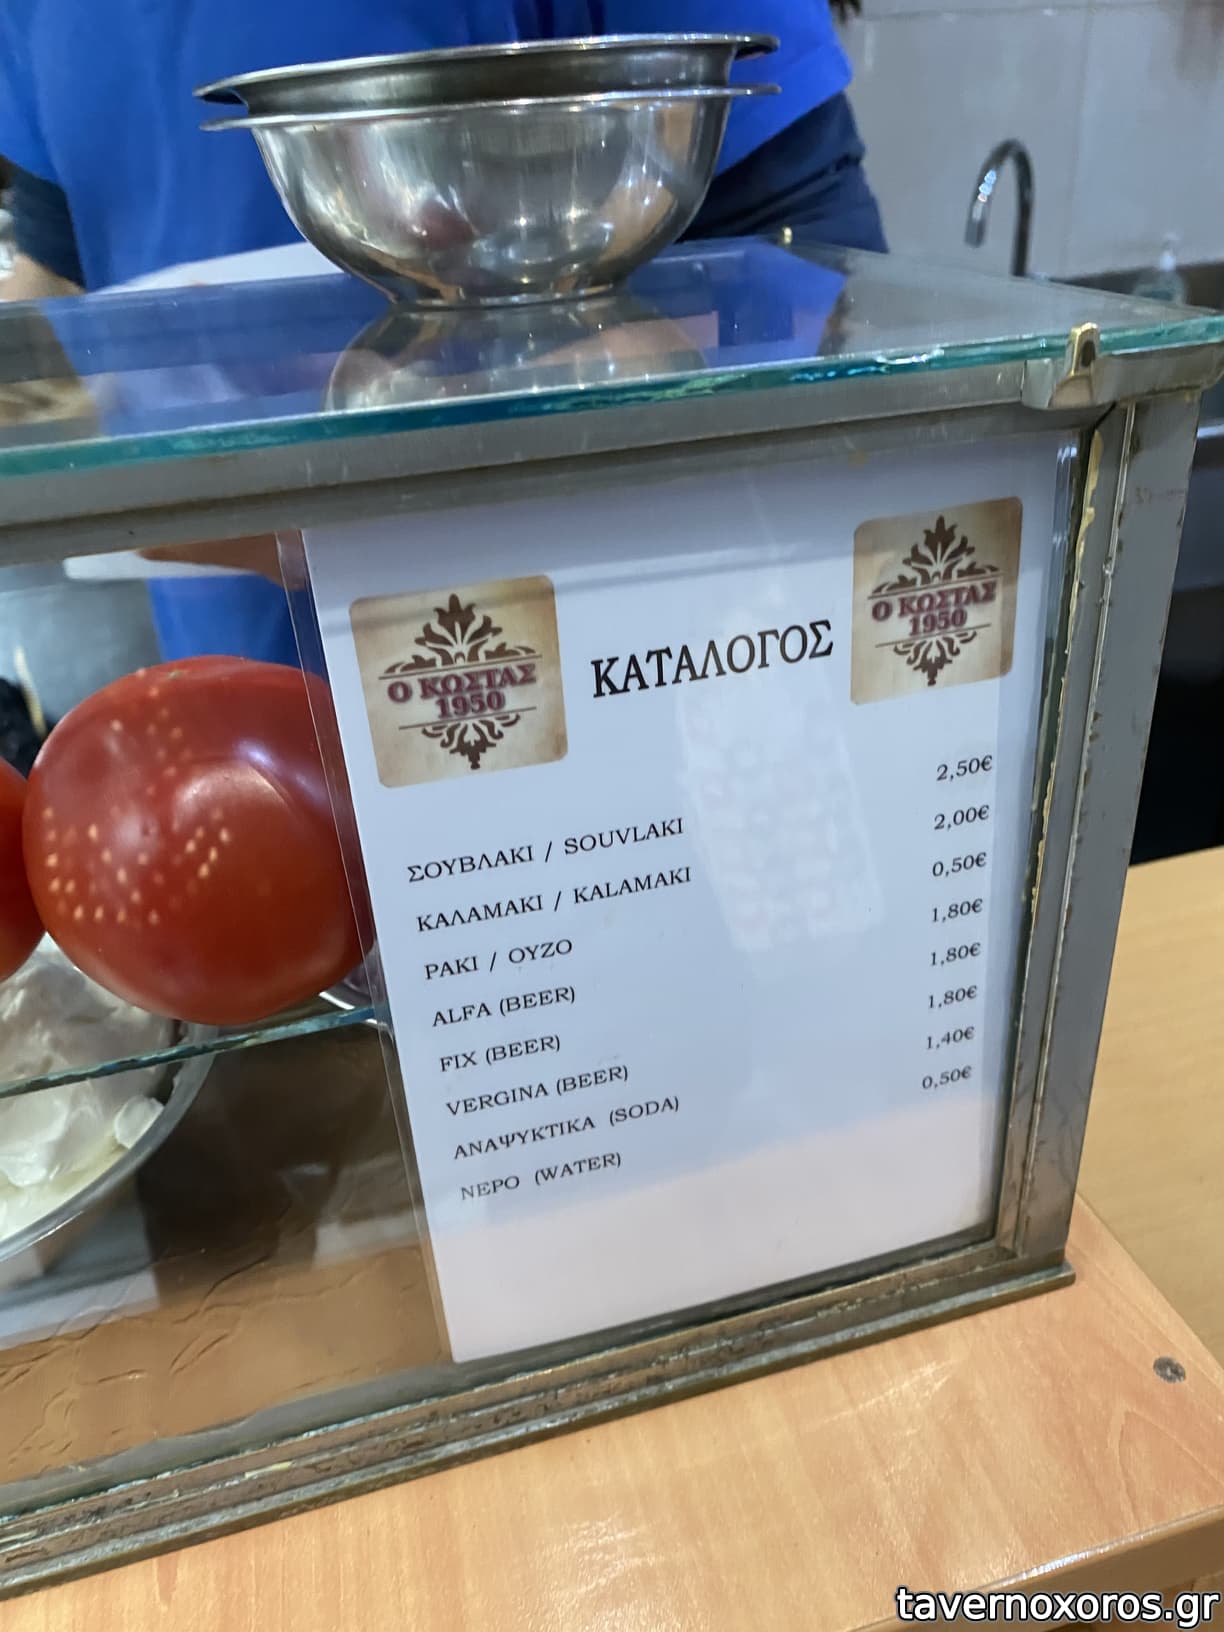 Ο ΚΩΣΤΑΣ
1950
ΚΑΤΑΛΟΓΟΣ
Ο ΚΩΣΤΑΣ
1950
ΣΟΥΒΛΑΚΙ / SOUVLAKI 2,50€
ΚΑΛΑΜΑΚΙ / KALAMAKI 2,00€
ΡΑΚΙ / ΟΥΖΟ 0,50€
ALFA (BEER) 1,80€
FIX (BEER) 1,80€
VERGINA (BEER) 1,80€
ΑΝΑΨΥΚΤΙΚΑ (SODA) 1,40€
ΝΕΡΟ (WATER) 0,50€
tavernoxoros.gr